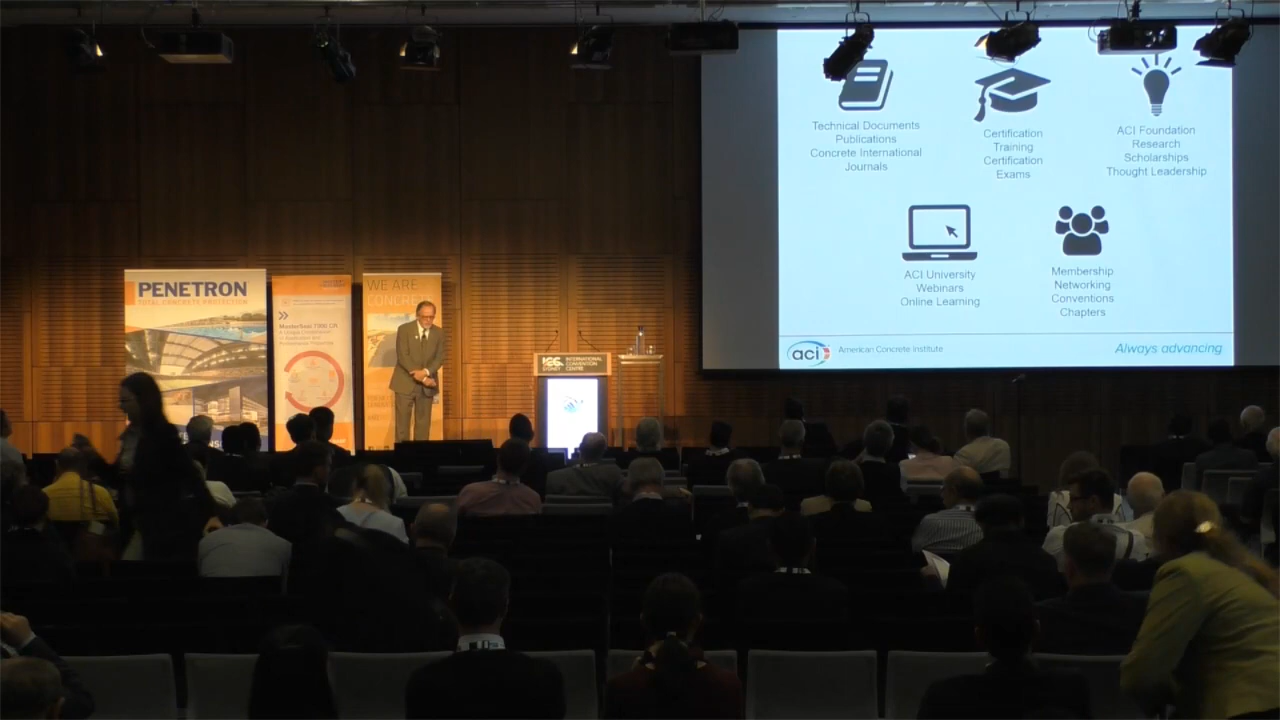 Technical Documents
Publications
Concrete International
Journals
Certification
Training
Certification
Exams
ACI Foundation
Research
Scholarships
Thought Leadership
ACI University
Webinars
Online Learning
Membership
Networking
Conventions
Chapters
aci American Concrete Institute
Always advancing
PENETRON
TOTAL CONCRETE PROTECTION
MasterSeal 7000 CR
WE ARE
CONCRETE
ICC
SYDNEY
INTERNATIONAL
CONVENTION
CENTRE